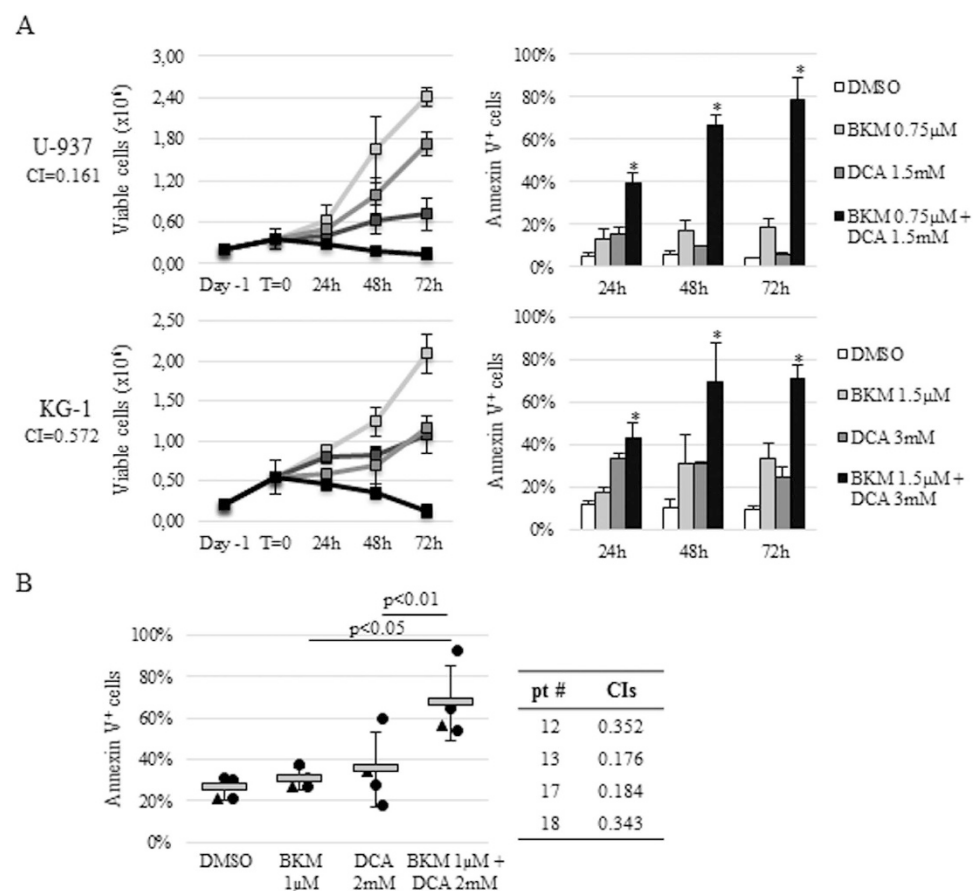 A
U-937
CI=0.161
Viable cells (x10⁶)
3,00
2,40
1,80
1,20
0,60
0,00
Day -1 T=0 24h 48h 72h
Annexin V⁺ cells
100%
80%
60%
40%
20%
0%
* * *
24h 48h 72h
DMSO
BKM 0.75µM
DCA 1.5mM
BKM 0.75µM +
DCA 1.5mM
KG-1
CI=0.572
Viable cells (x10⁶)
2,50
2,00
1,50
1,00
0,50
0,00
Day -1 T=0 24h 48h 72h
Annexin V⁺ cells
100%
80%
60%
40%
20%
0%
* * *
24h 48h 72h
DMSO
BKM 1.5µM
DCA 3mM
BKM 1.5µM +
DCA 3mM
B
p<0.01
p<0.05
Annexin V⁺ cells
100%
80%
60%
40%
20%
0%
DMSO
BKM
1µM
DCA
2mM
BKM 1µM +
DCA 2mM
pt # CIs
12 0.352
13 0.176
17 0.184
18 0.343